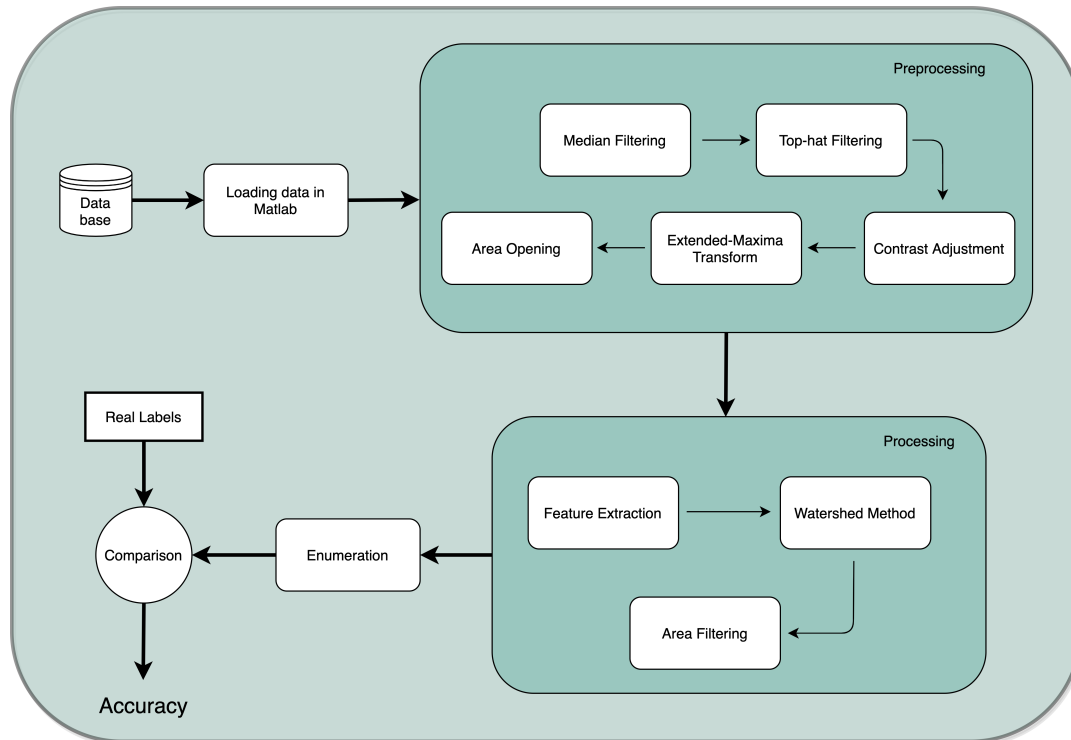 Preprocessing
Median Filtering
Top-hat Filtering
Data
base
Loading data in
Matlab
Area Opening
Extended-Maxima
Transform
Contrast Adjustment
Real Labels
Processing
Feature Extraction
Watershed Method
Comparison
Enumeration
Area Filtering
Accuracy